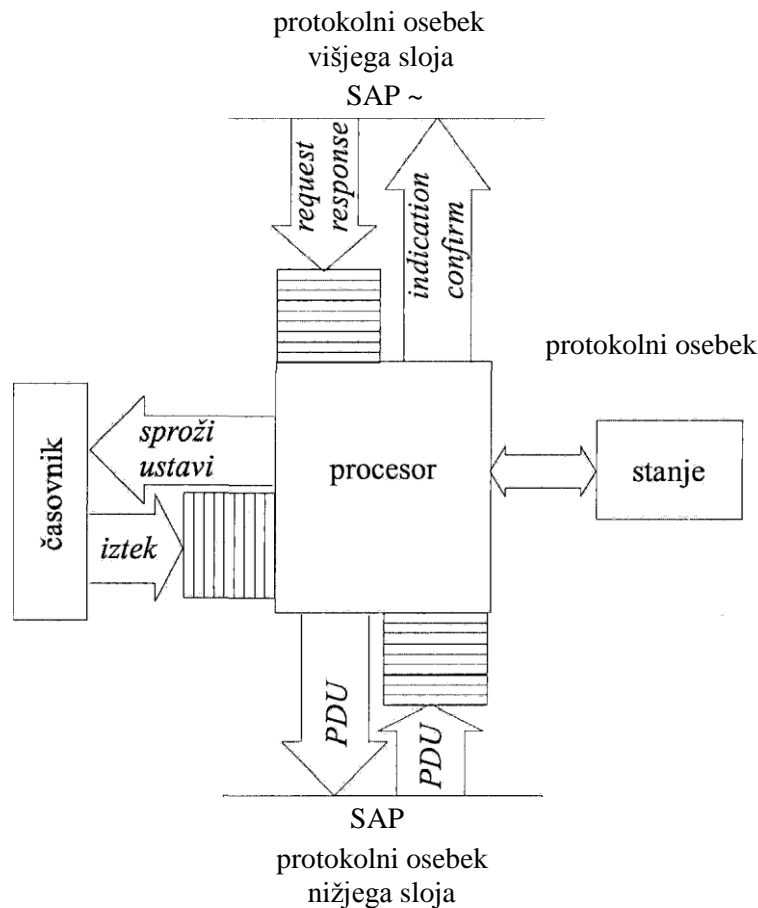 protokolni osebek
višjega sloja
SAP ~
request
response
indication
confirm
protokolni osebek
časovnik
sproži
ustavi
iztek
procesor
stanje
PDU
PDU
SAP
protokolni osebek
nižjega sloja